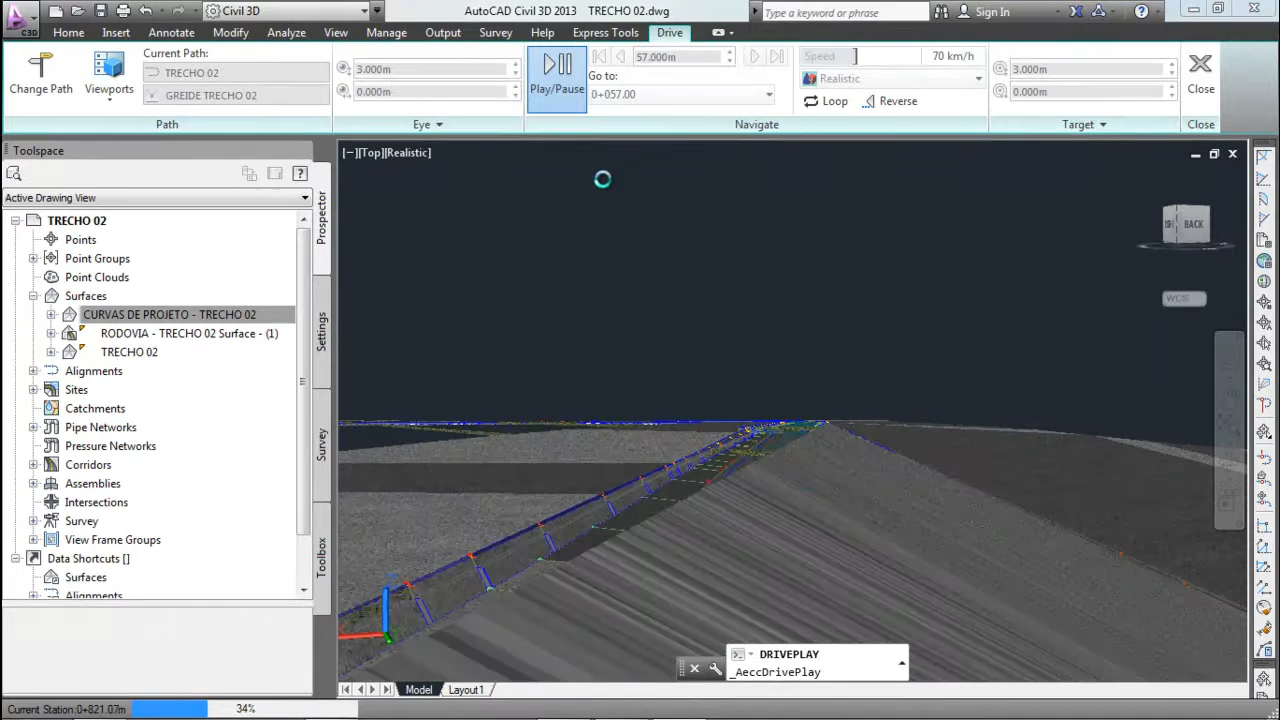 Civil 3D
AutoCAD Civil 3D 2013 TRECHO 02.dwg
Type a keyword or phrase
Sign In
C3D
Home Insert Annotate Modify Analyze View Manage Output Survey Help Express Tools Drive
Change Path
Viewports
Current Path:
TRECHO 02
GREIDE TRECHO 02
Path
3.000m
0.000m
Eye
Play/Pause
57.000m
Go to:
0+057.00
Navigate
Speed 70 km/h
Realistic
Loop Reverse
3.000m
0.000m
Target
Close
Close
Toolspace
Active Drawing View
TRECHO 02
Points
Point Groups
Point Clouds
Surfaces
CURVAS DE PROJETO - TRECHO 02
RODOVIA - TRECHO 02 Surface - (1)
TRECHO 02
Alignments
Sites
Catchments
Pipe Networks
Pressure Networks
Corridors
Assemblies
Intersections
Survey
View Frame Groups
Data Shortcuts []
Surfaces
Alignments
Prospector
Settings
Survey
Toolbox
[−][Top][Realistic]
BACK
WCS
DRIVEPLAY
_AeccDrivePlay
Model Layout1
Current Station:0+821.07m 34%